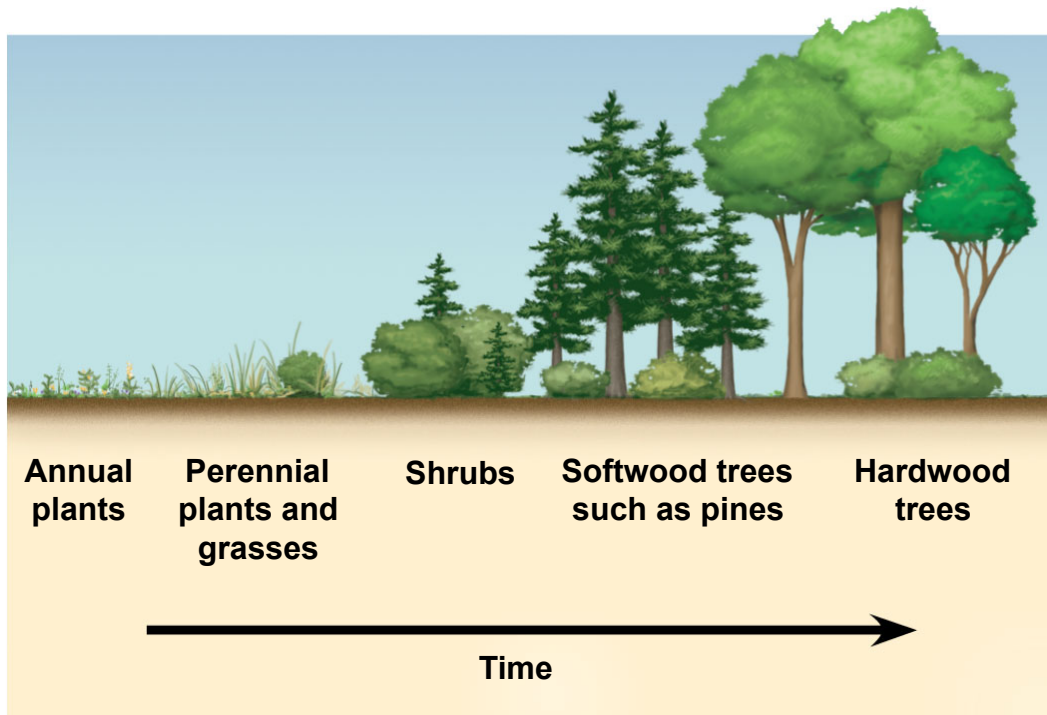 Annual
plants
Perennial
plants and
grasses
Shrubs
Softwood trees
such as pines
Hardwood
trees
Time